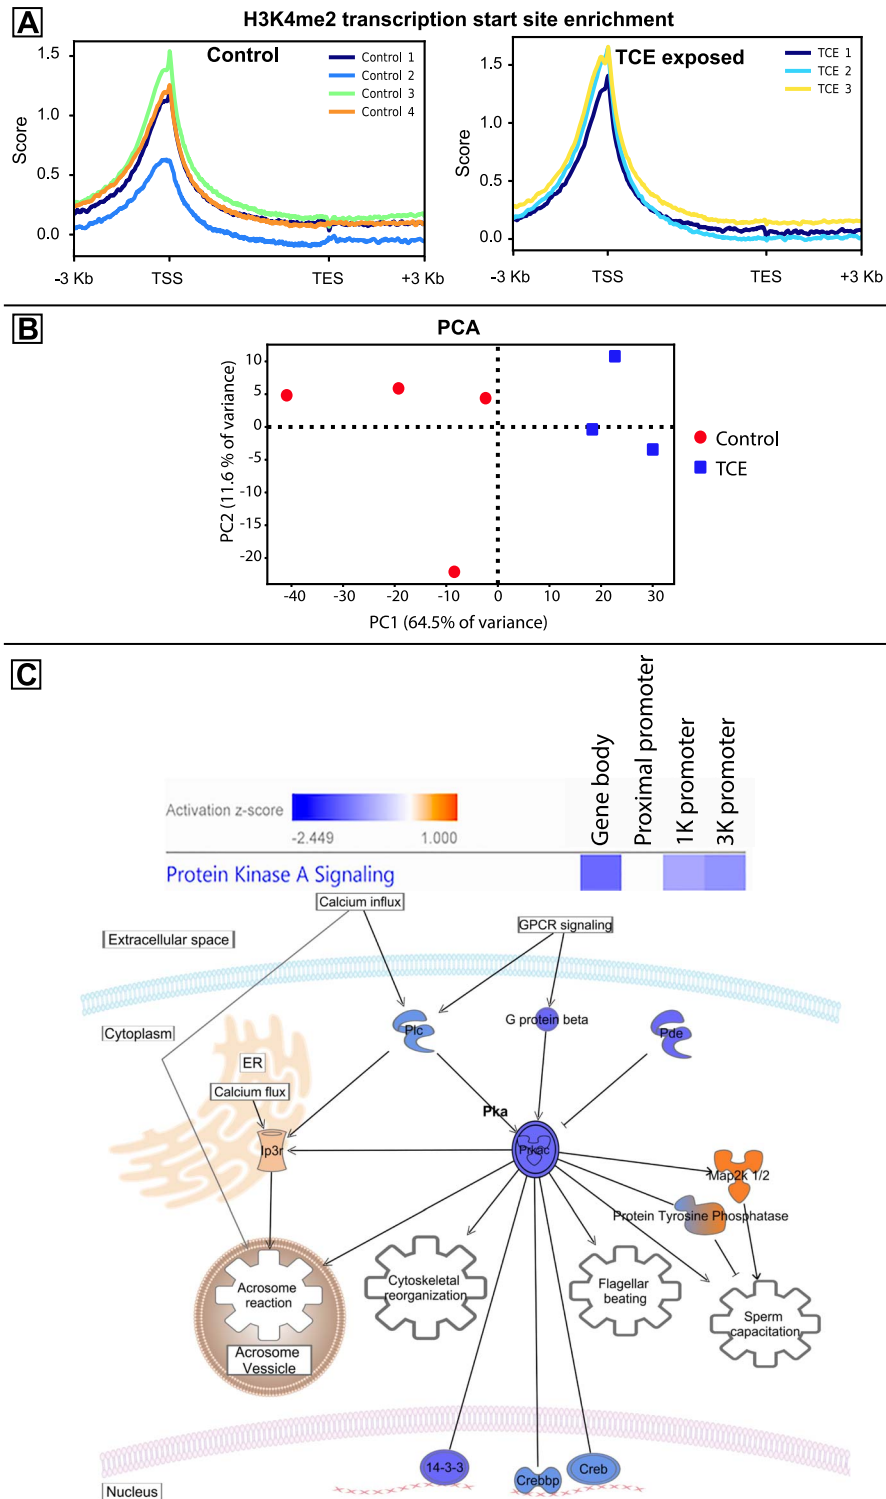 A
H3K4me2 transcription start site enrichment
Control
Control 1
Control 2
Control 3
Control 4
Score
1.5
1.0
0.5
0.0
-3 Kb
TSS
TES
+3 Kb
TCE exposed
TCE 1
TCE 2
TCE 3
Score
1.5
1.0
0.5
0.0
-3 Kb
TSS
TES
+3 Kb
B
PCA
PC2 (11.6 % of variance)
10
5
0
-5
-10
-15
-20
-40
-30
-20
-10
0
10
20
30
PC1 (64.5% of variance)
Control
TCE
C
Gene body
Proximal promoter
1K promoter
3K promoter
Activation z-score
-2.449
1.000
Protein Kinase A Signaling
Calcium influx
GPCR signaling
Extracellular space
Cytoplasm
Plc
G protein beta
Pde
ER
Calcium flux
Pka
Ip3r
Prkac
Map2k 1/2
Protein Tyrosine Phosphatase
Acrosome
reaction
Cytoskeletal
reorganization
Flagellar
beating
Sperm
capacitation
Acrosome
Vessicle
14-3-3
Crebbp
Creb
Nucleus